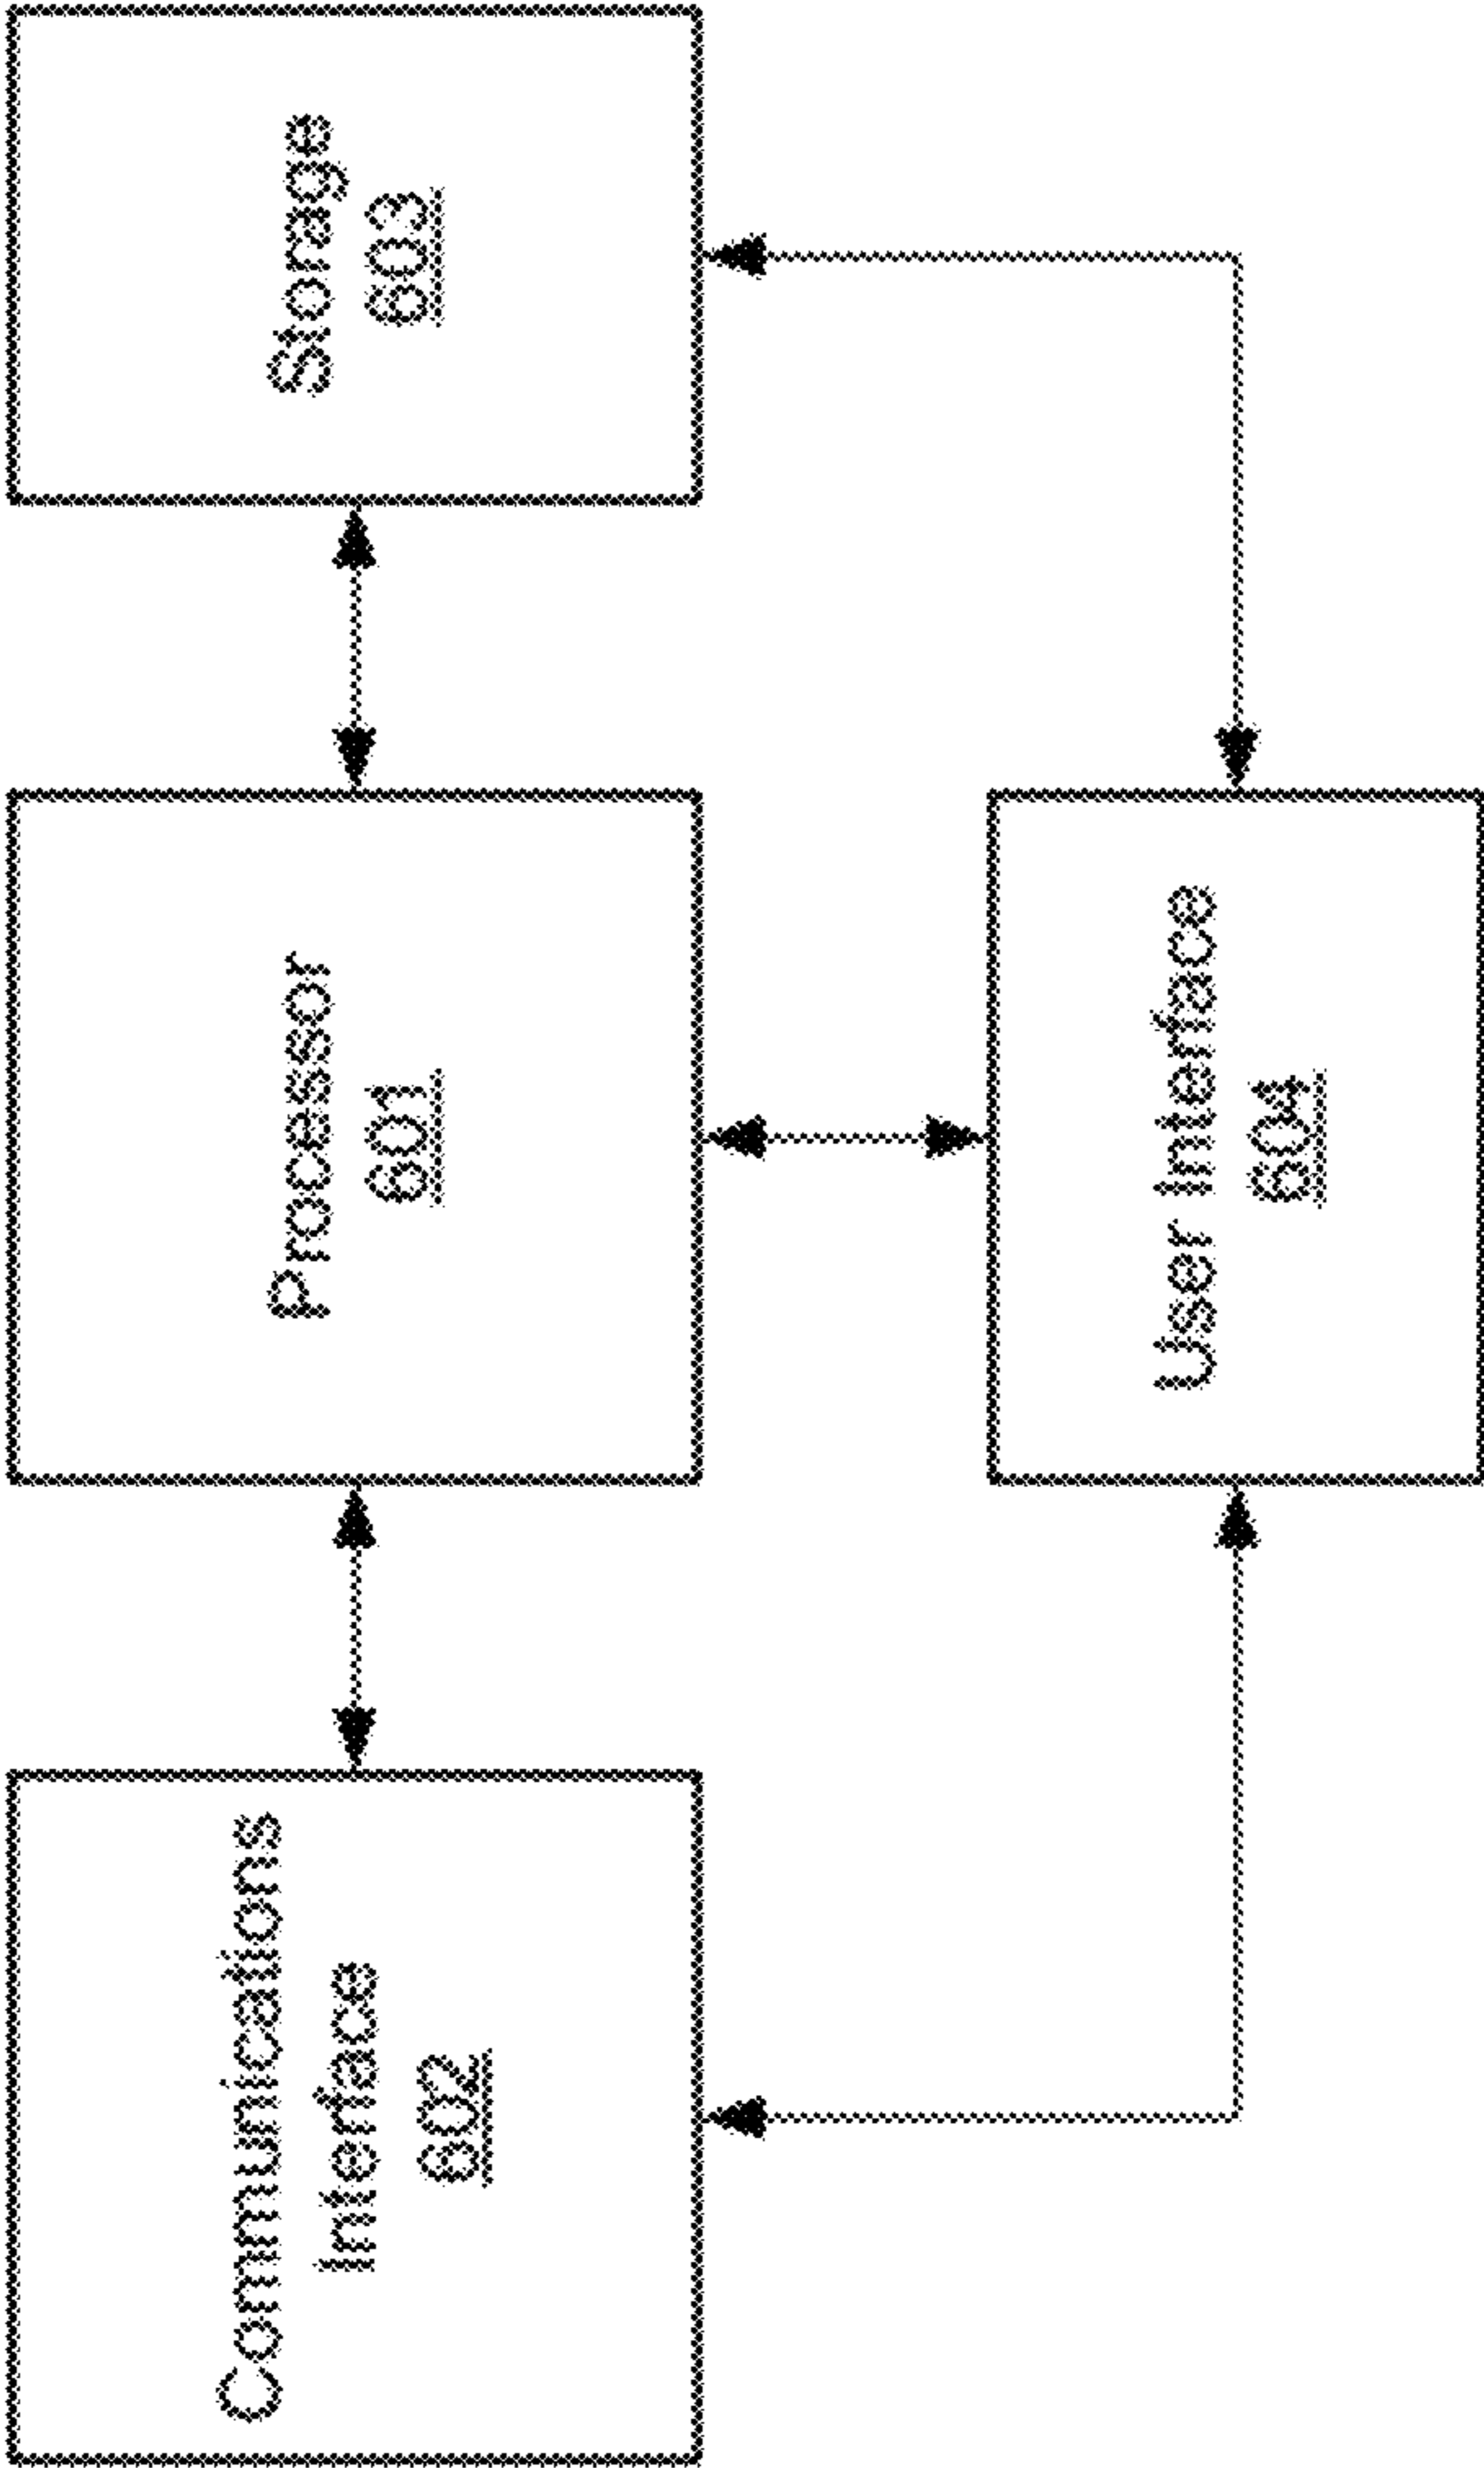 Communications
Interface
602
Processor
601
Storage
603
User Interface
604